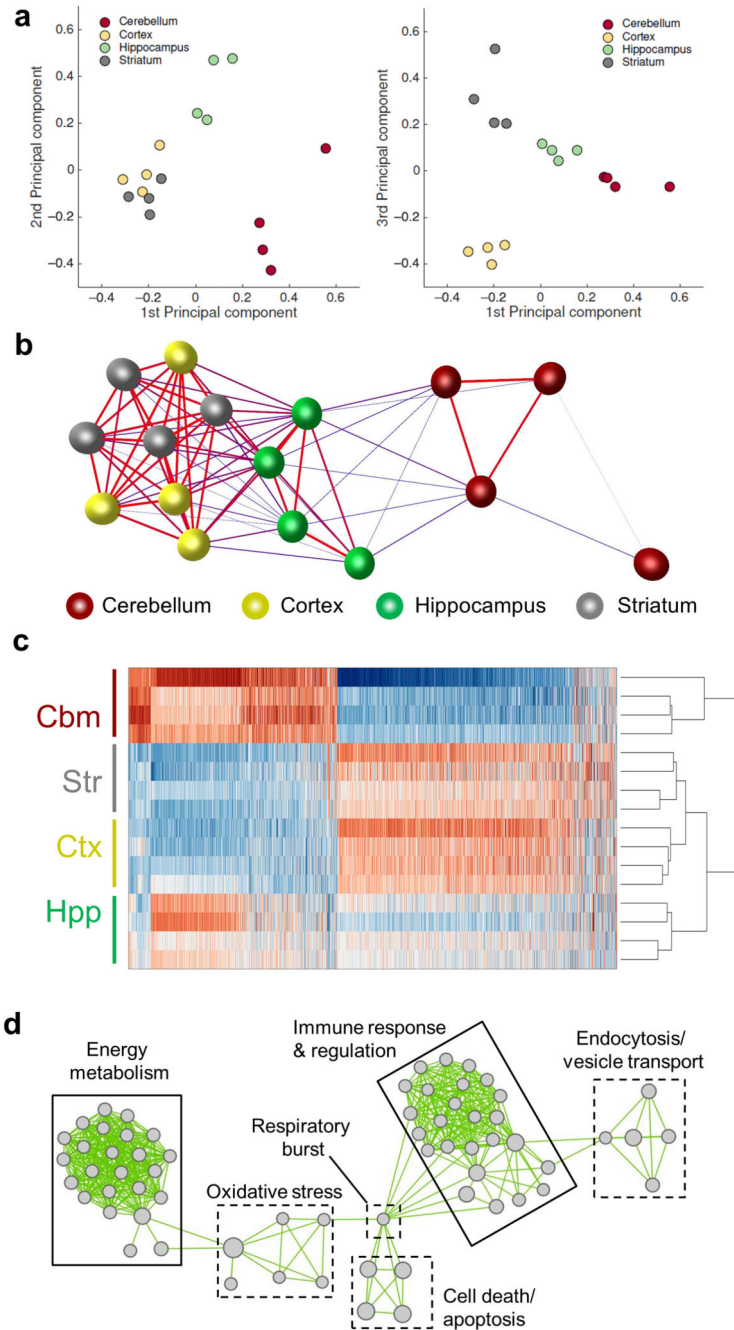 a
0.6
0.4
0.2
0
−0.2
−0.4
2nd Principal component
Cerebellum
Cortex
Hippocampus
Striatum
−0.4
−0.2
0
0.2
0.4
0.6
1st Principal component
0.6
0.4
0.2
0
−0.2
−0.4
3rd Principal component
Cerebellum
Cortex
Hippocampus
Striatum
−0.4
−0.2
0
0.2
0.4
0.6
1st Principal component
b
Cerebellum
Cortex
Hippocampus
Striatum
c
Cbm
Str
Ctx
Hpp
d
Energy
metabolism
Oxidative stress
Respiratory
burst
Immune response
& regulation
Endocytosis/
vesicle transport
Cell death/
apoptosis